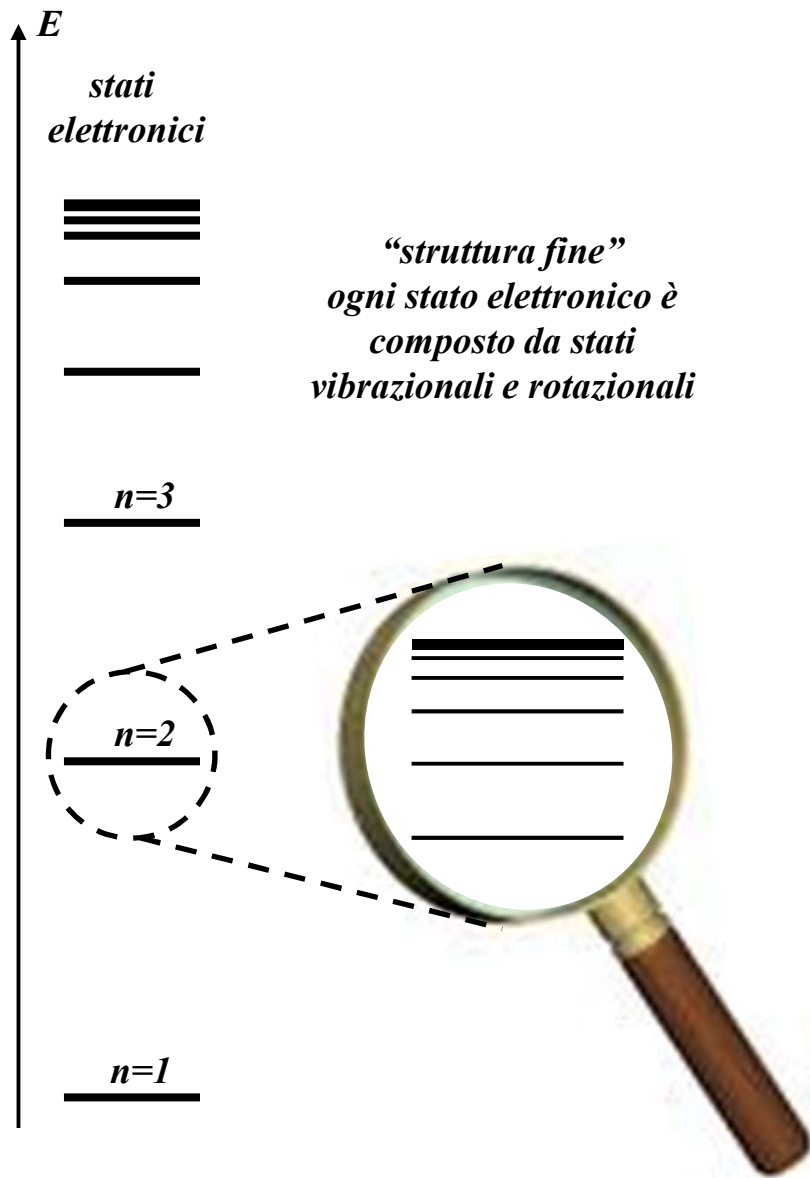 E
stati
elettronici
“struttura fine”
ogni stato elettronico è
composto da stati
vibrazionali e rotazionali
n=3
n=2
n=1